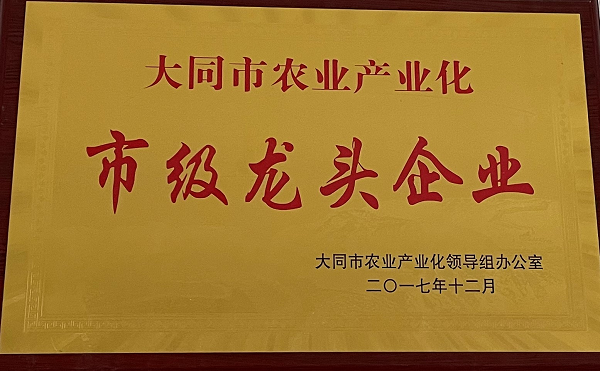 大同市农业产业化
市级龙头企业
大同市农业产业化领导组办公室
二〇一七年十二月